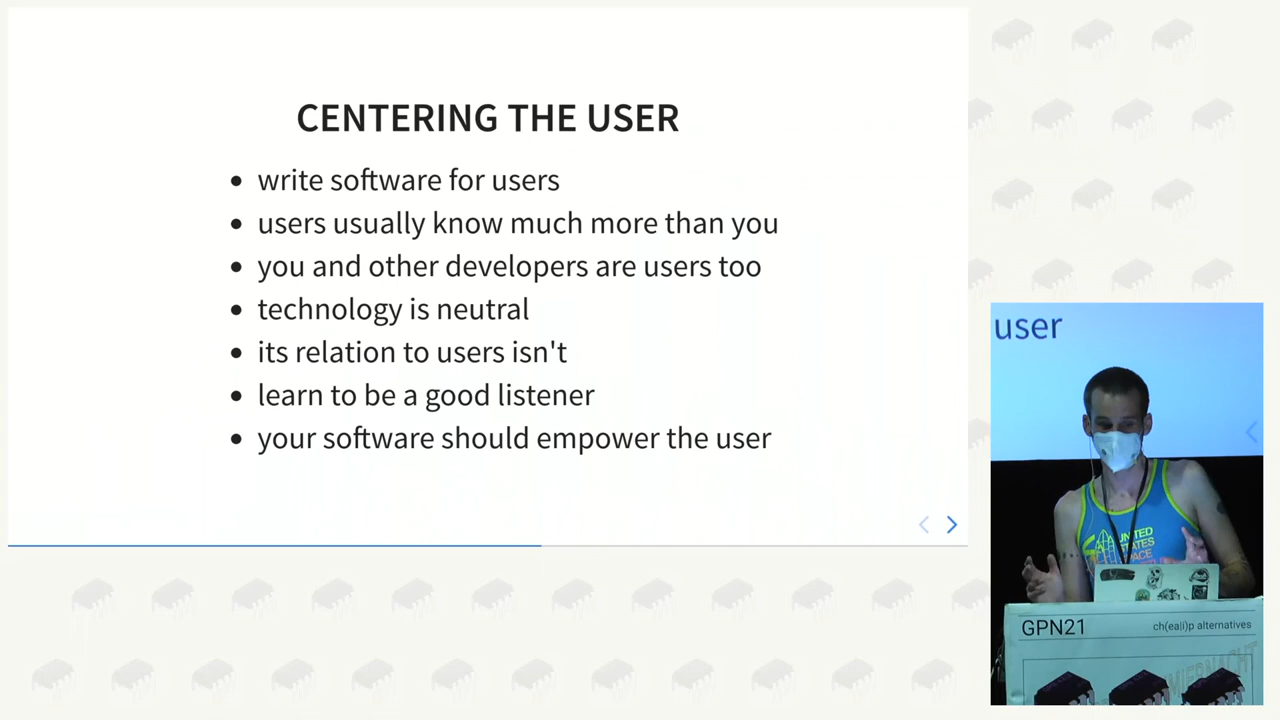 CENTERING THE USER
write software for users
users usually know much more than you
you and other developers are users too
technology is neutral
its relation to users isn't
learn to be a good listener
your software should empower the user
user
UNITED
STATES
GPN21
ch(ea|i)p alternatives